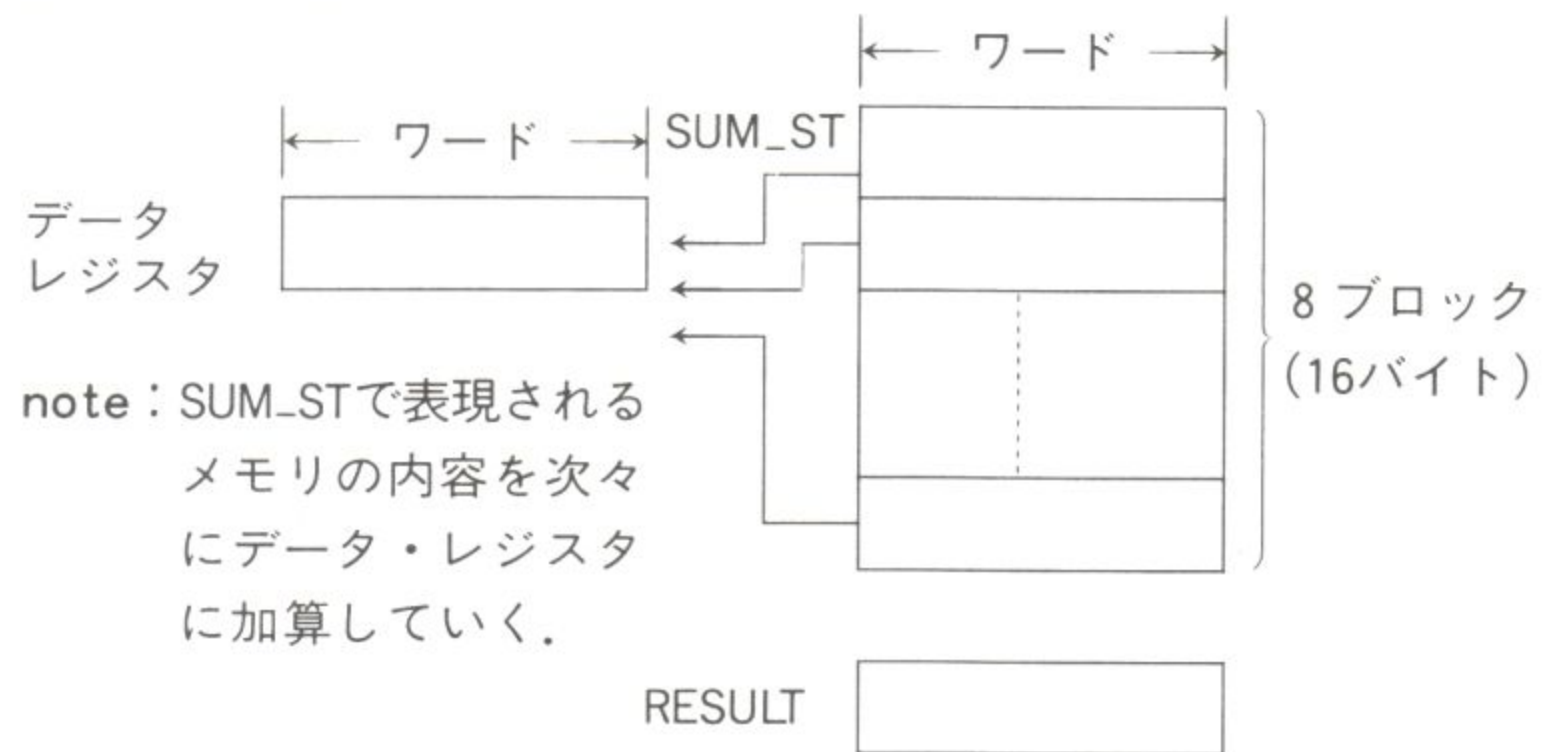 ワード
ワード
SUM_ST
データ
レジスタ
8 ブロック
(16バイト)
note：SUM_STで表現される
メモリの内容を次々
にデータ・レジスタ
に加算していく.
RESULT